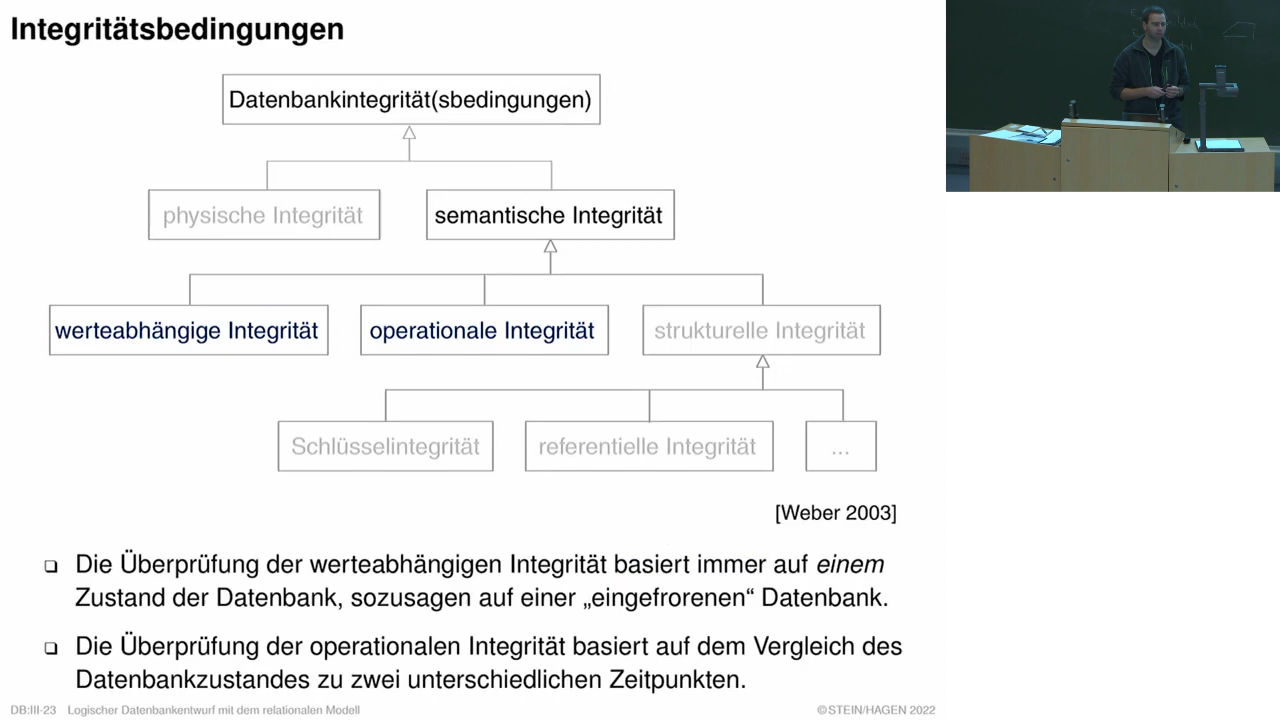 Integritätsbedingungen
Datenbankintegrität(sbedingungen)
physische Integrität
semantische Integrität
werteabhängige Integrität
operationale Integrität
strukturelle Integrität
Schlüsselintegrität
referentielle Integrität
...
[Weber 2003]
❏ Die Überprüfung der werteabhängigen Integrität basiert immer auf einem
Zustand der Datenbank, sozusagen auf einer „eingefrorenen“ Datenbank.
❏ Die Überprüfung der operationalen Integrität basiert auf dem Vergleich des
Datenbankzustandes zu zwei unterschiedlichen Zeitpunkten.
DB:III-23 Logischer Datenbankentwurf mit dem relationalen Modell
© STEIN/HAGEN 2022